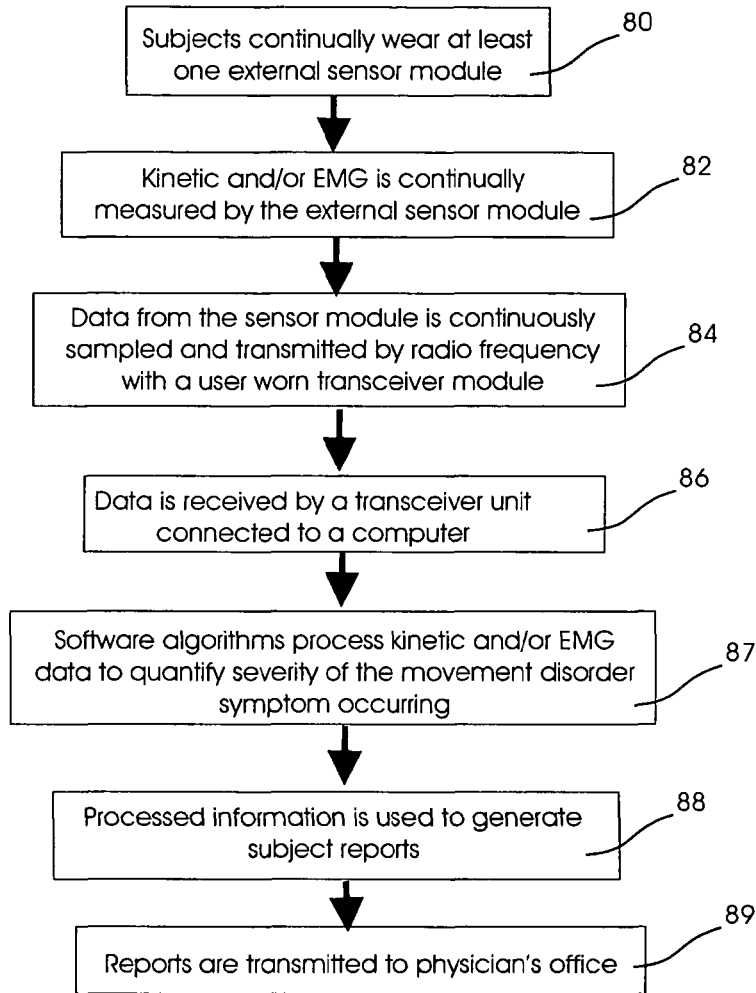 80
Subjects continually wear at least
one external sensor module
82
Kinetic and/or EMG is continually
measured by the external sensor module
84
Data from the sensor module is continuously
sampled and transmitted by radio frequency
with a user worn transceiver module
86
Data is received by a transceiver unit
connected to a computer
87
Software algorithms process kinetic and/or EMG
data to quantify severity of the movement disorder
symptom occurring
88
Processed information is used to generate
subject reports
89
Reports are transmitted to physician's office